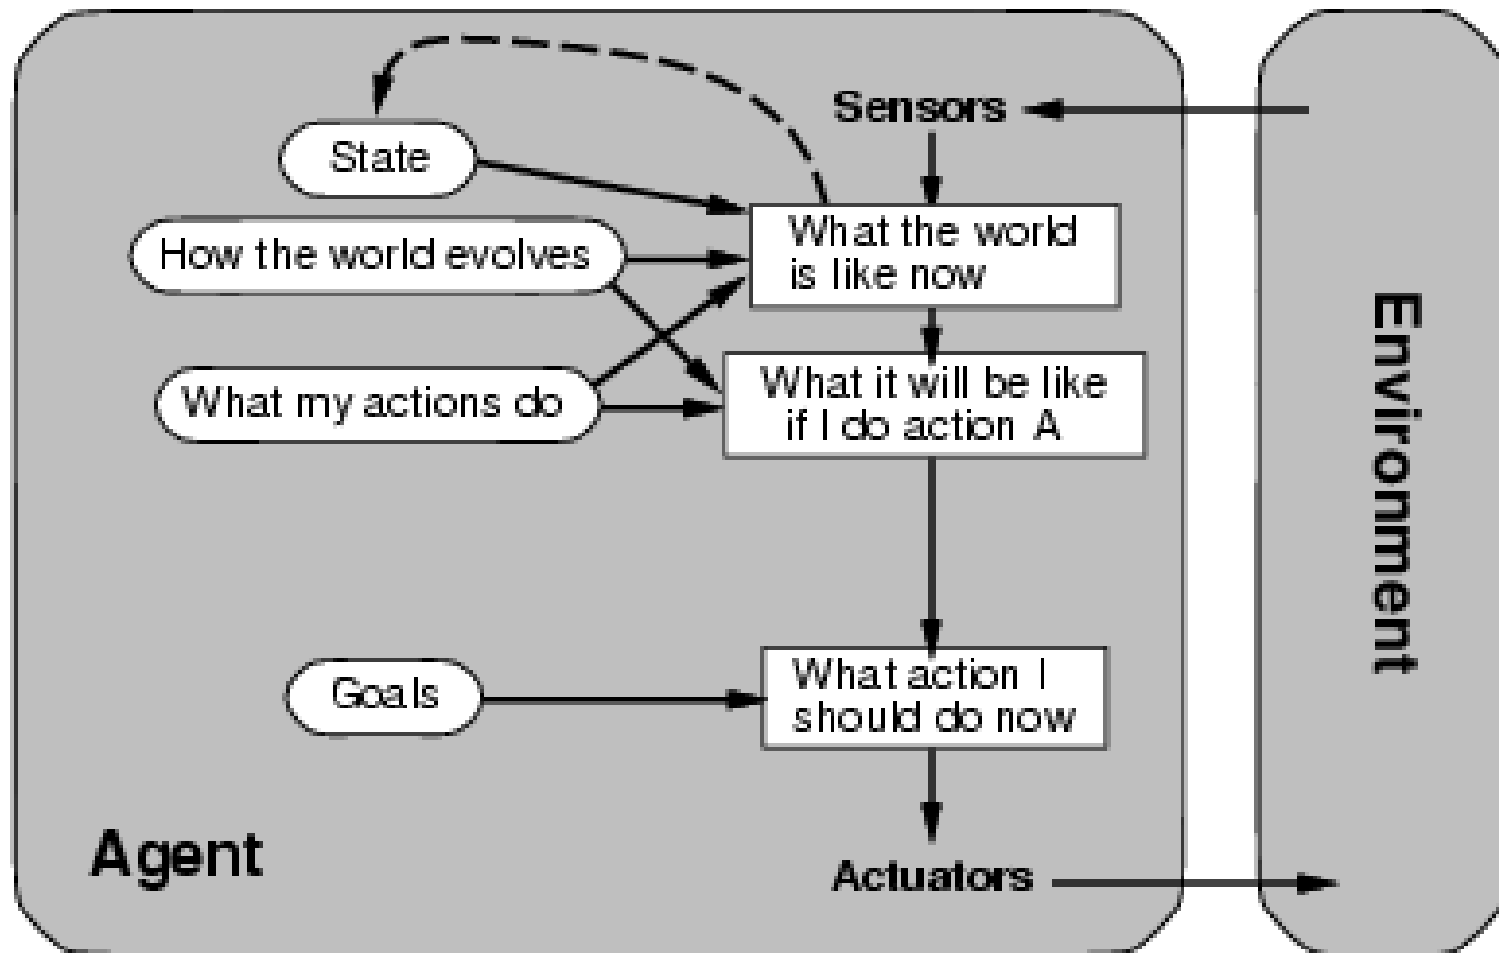 Sensors
State
What the world
is like now
How the world evolves
What it will be like
if I do action A
What my actions do
Environment
Goals
What action I
should do now
Agent
Actuators